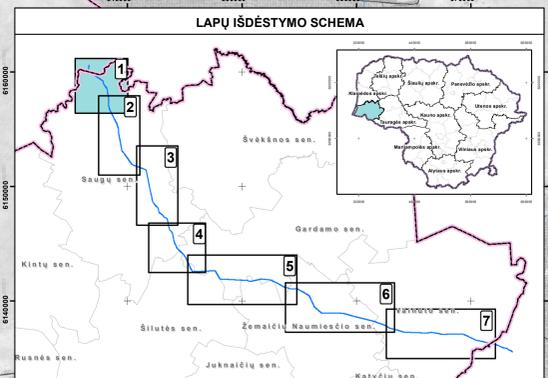 LAPŲ IŠDĖSTYMO SCHEMA
6160000
6150000
6140000
1
2
3
4
5
6
7
Švėkšnos sen.
Saugų sen.
Gardamo sen.
Kintų sen.
Šilutės sen.
Žemaičių Naumiesčio sen.
Vainuto sen.
Rusnės sen.
Juknaičių sen.
Katyčių sen.
Telšių apskr.
Šiaulių apskr.
Panevėžio apskr.
Klaipėdos apskr.
Utenos apskr.
Kauno apskr.
Tauragės apskr.
Vilniaus apskr.
Marijampolės apskr.
Alytaus apskr.